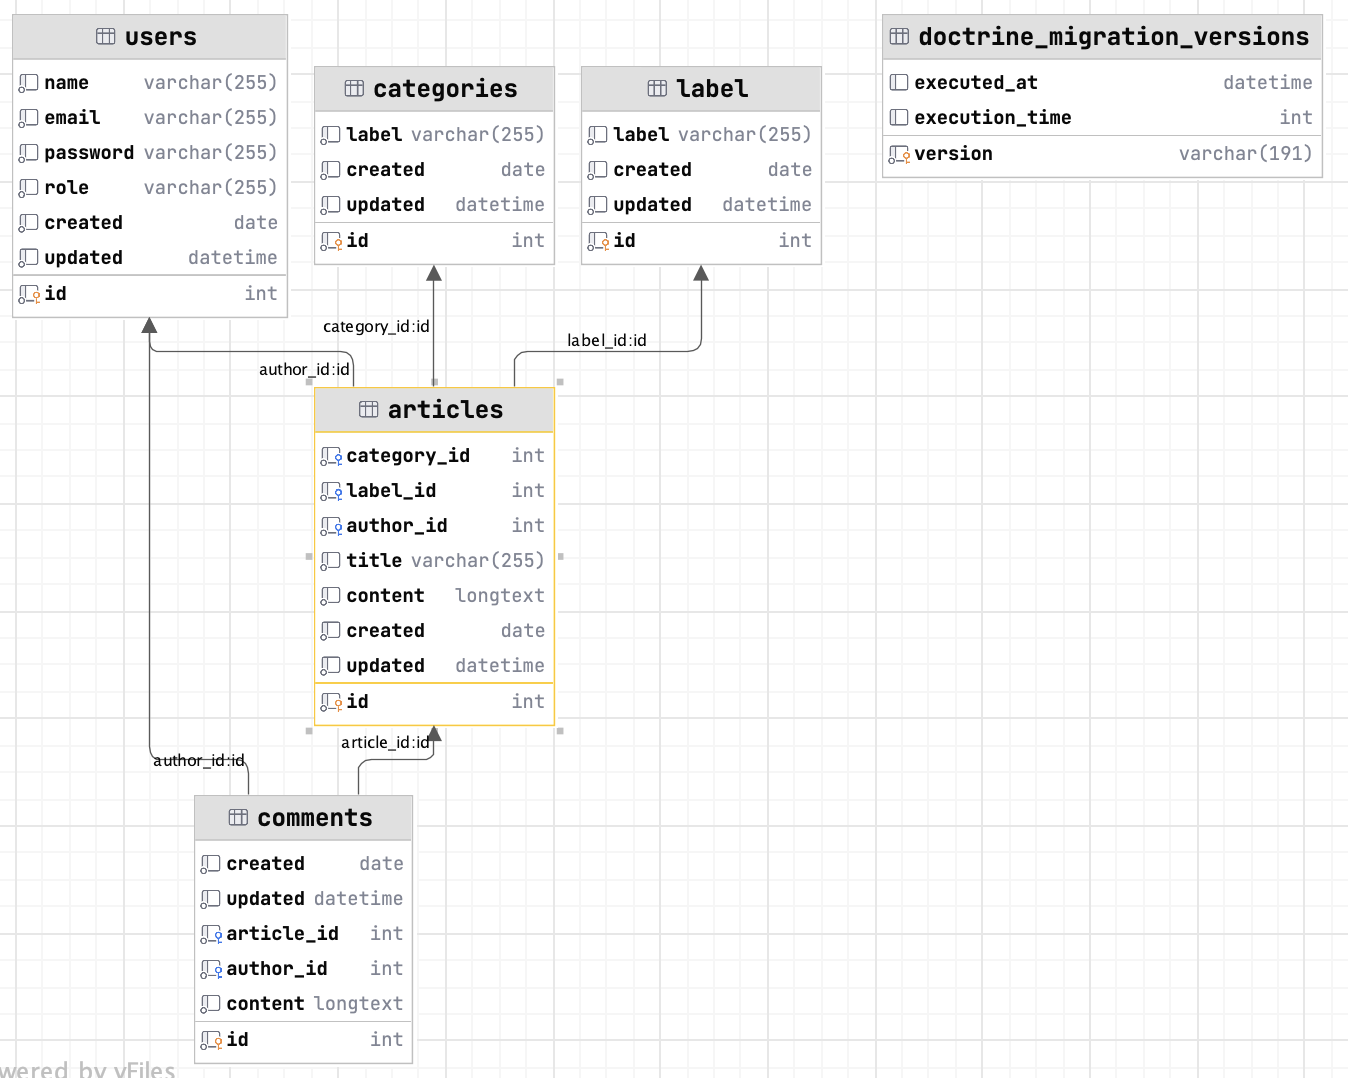 users
name varchar(255)
email varchar(255)
password varchar(255)
role varchar(255)
created date
updated datetime
id int
categories
label varchar(255)
created date
updated datetime
id int
label
label varchar(255)
created date
updated datetime
id int
doctrine_migration_versions
executed_at datetime
execution_time int
version varchar(191)
category_id:id
label_id:id
author_id:id
articles
category_id int
label_id int
author_id int
title varchar(255)
content longtext
created date
updated datetime
id int
article_id:id
author_id:id
comments
created date
updated datetime
article_id int
author_id int
content longtext
id int
wered by yFiles